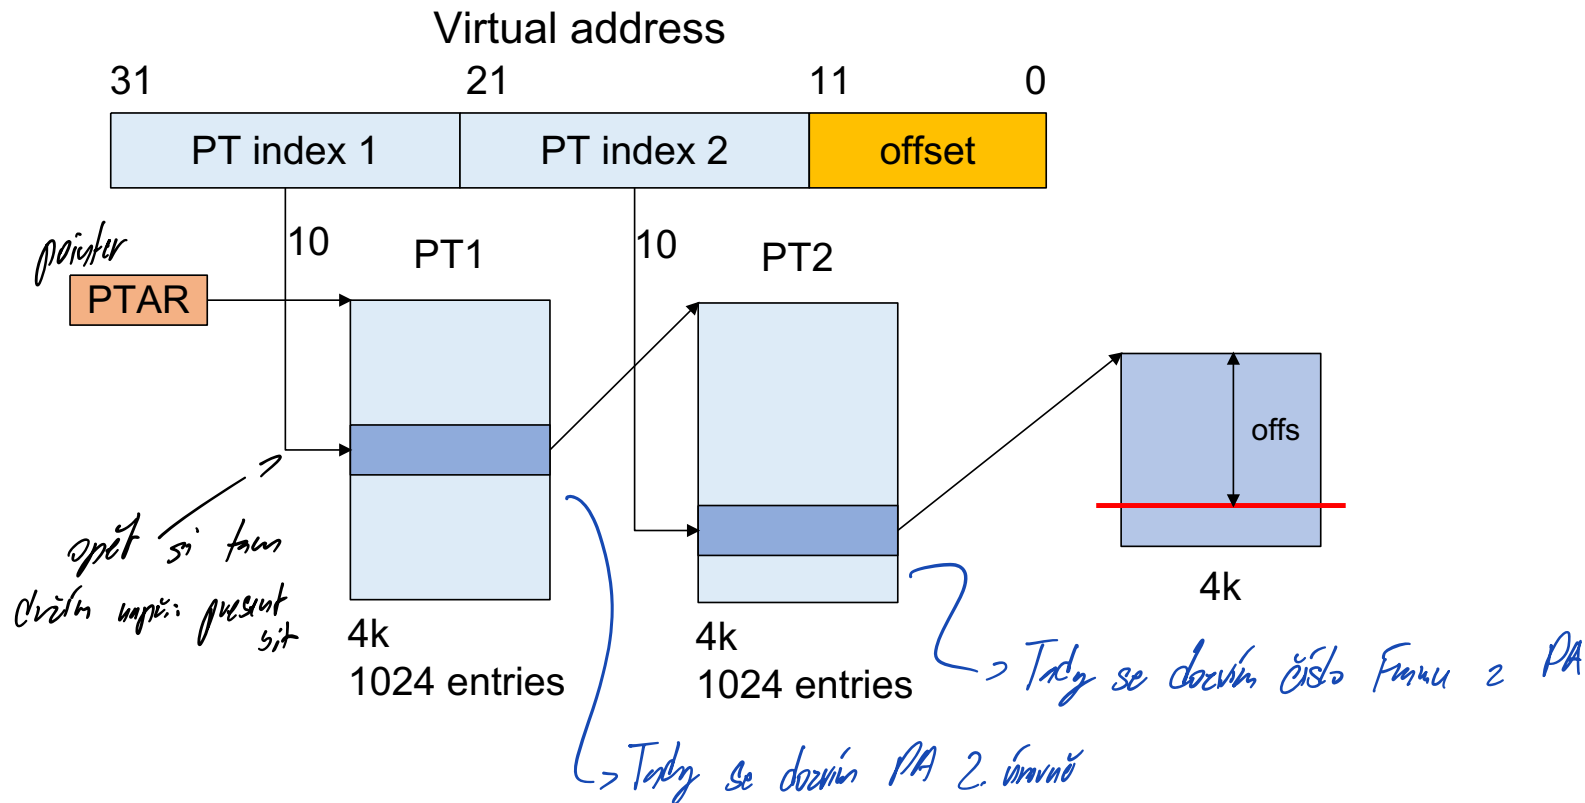 Virtual address
31 21 11 0
PT index 1 PT index 2 offset
pointer
10 PT1 10 PT2
PTAR
offs
opět si tam
držím např.: present
bit
4k
4k
1024 entries
4k
1024 entries
-> Tady se dozvím číslo Framu z PA
-> Tady se dozvím PA 2. úrovně